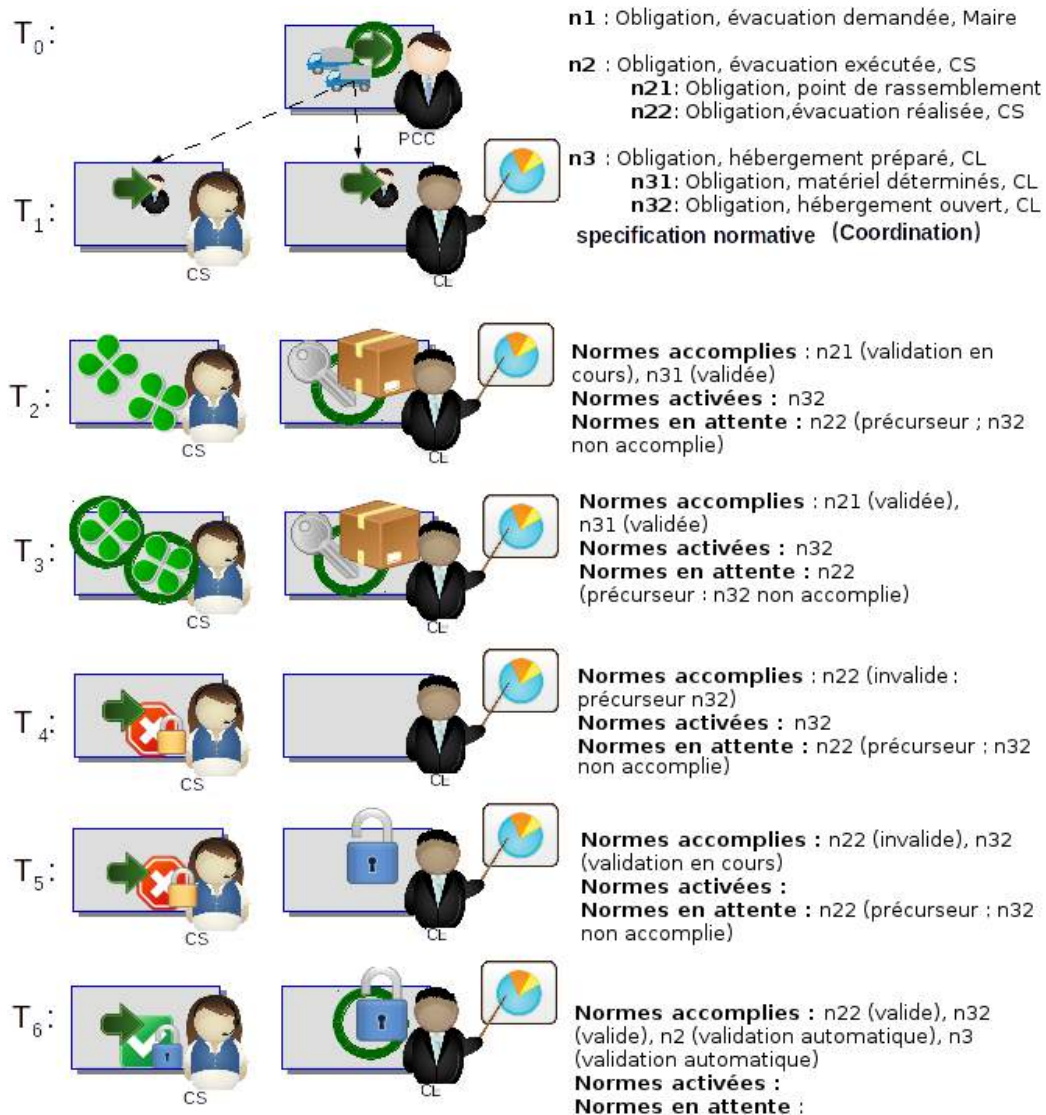 T0:
PCC
n1 : Obligation, évacuation demandée, Maire
n2 : Obligation, évacuation exécutée, CS
n21: Obligation, point de rassemblement
n22: Obligation,évacuation réalisée, CS
T1:
CS
CL
n3 : Obligation, hébergement préparé, CL
n31: Obligation, matériel déterminés, CL
n32: Obligation, hébergement ouvert, CL
specification normative (Coordination)
T2:
CS
CL
Normes accomplies : n21 (validation en
cours), n31 (validée)
Normes activées : n32
Normes en attente : n22 (précurseur ; n32
non accomplie)
T3:
CS
CL
Normes accomplies : n21 (validée),
n31 (validée)
Normes activées : n32
Normes en attente : n22
(précurseur : n32 non accomplie)
T4:
CS
CL
Normes accomplies : n22 (invalide :
précurseur n32)
Normes activées : n32
Normes en attente : n22 (précurseur : n32
non accomplie)
T5:
CS
CL
Normes accomplies : n22 (invalide), n32
(validation en cours)
Normes activées :
Normes en attente : n22 (précurseur : n32
non accomplie)
T6:
CS
CL
Normes accomplies : n22 (valide), n32
(valide), n2 (validation automatique), n3
(validation automatique)
Normes activées :
Normes en attente :